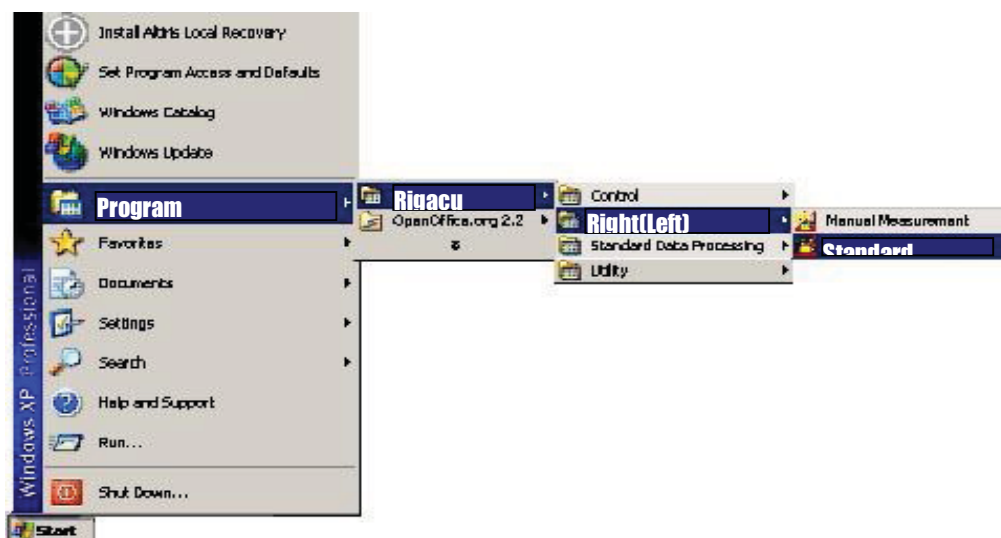 Install Altiris Local Recovery
Set Program Access and Defaults
Windows Catalog
Windows Update
Program
Rigacu
Control
OpenOffice.org 2.2
Right(Left)
Manual Measurement
Favorites
Standard Data Processing
Standard
Documents
Utility
Settings
Search
Help and Support
Run...
Shut Down...
Windows XP Professional
Start